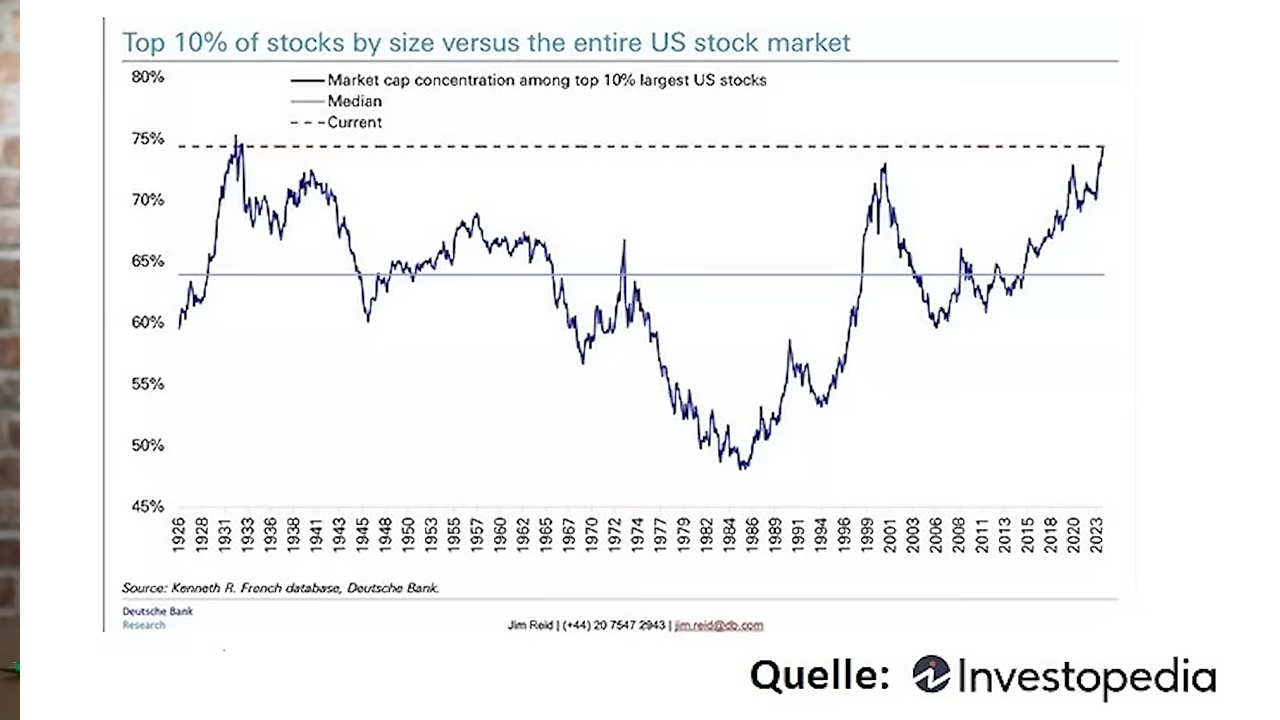 Top 10% of stocks by size versus the entire US stock market
80%
75%
70%
65%
60%
55%
50%
45%
Market cap concentration among top 10% largest US stocks
Median
Current
1926 1928 1931 1933 1936 1938 1941 1943 1945 1948 1950 1953 1955 1957 1960 1962 1965 1967 1970 1972 1974 1977 1979 1982 1984 1986 1989 1991 1994 1996 1999 2001 2003 2006 2008 2011 2013 2015 2018 2020 2023
Source: Kenneth R. French database, Deutsche Bank.
Deutsche Bank
Research
Jim Reid | (+44) 20 7547 2943 | jim.reid@db.com
Quelle: Investopedia